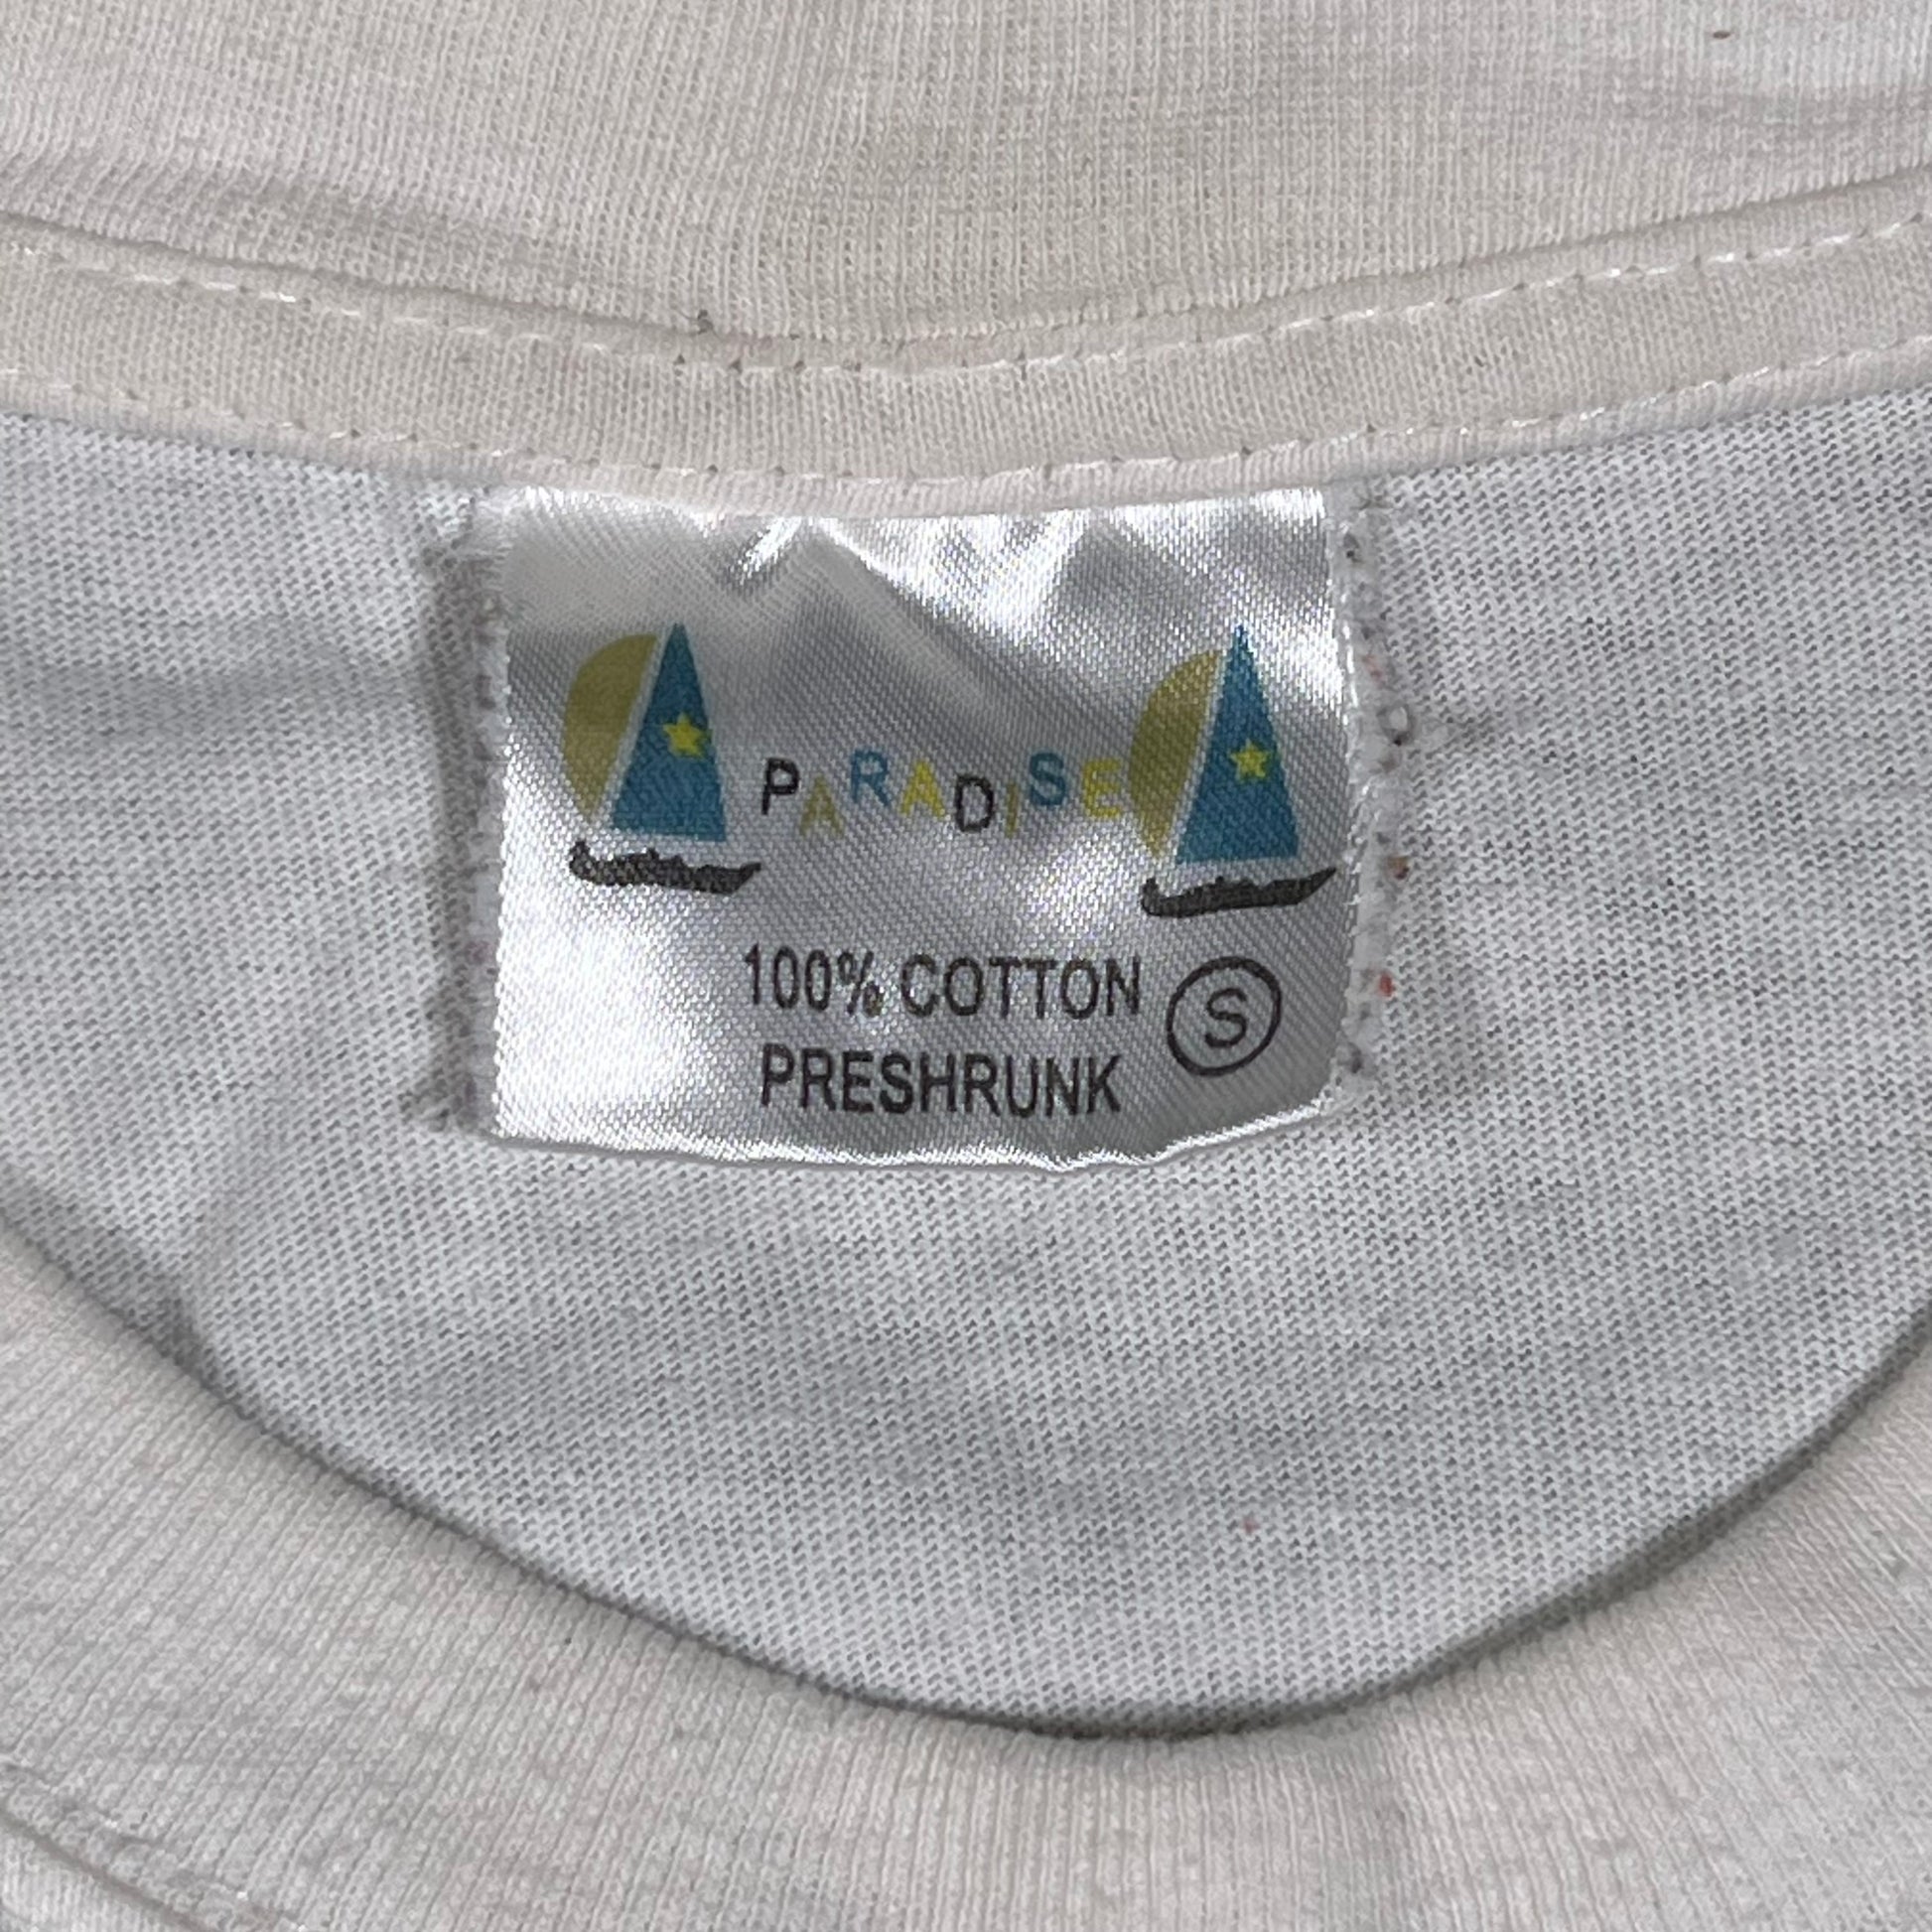 PARADISE
100% COTTON S
PRESHRUNK